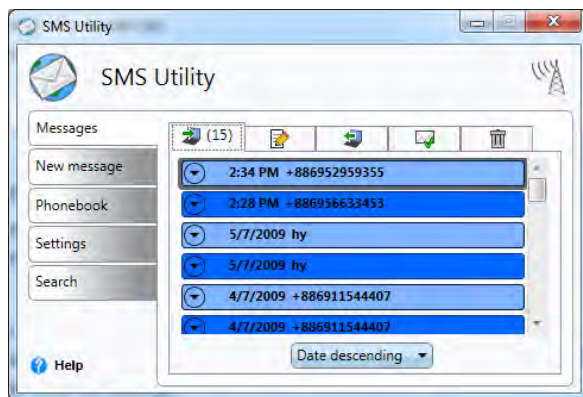 SMS Utility
SMS Utility
Messages
New message
Phonebook
Settings
Search
Help
(15)
2:34 PM +886952959355
2:28 PM +886956633453
5/7/2009 hy
5/7/2009 hy
4/7/2009 +886911544407
4/7/2009 +886911544407
Date descending